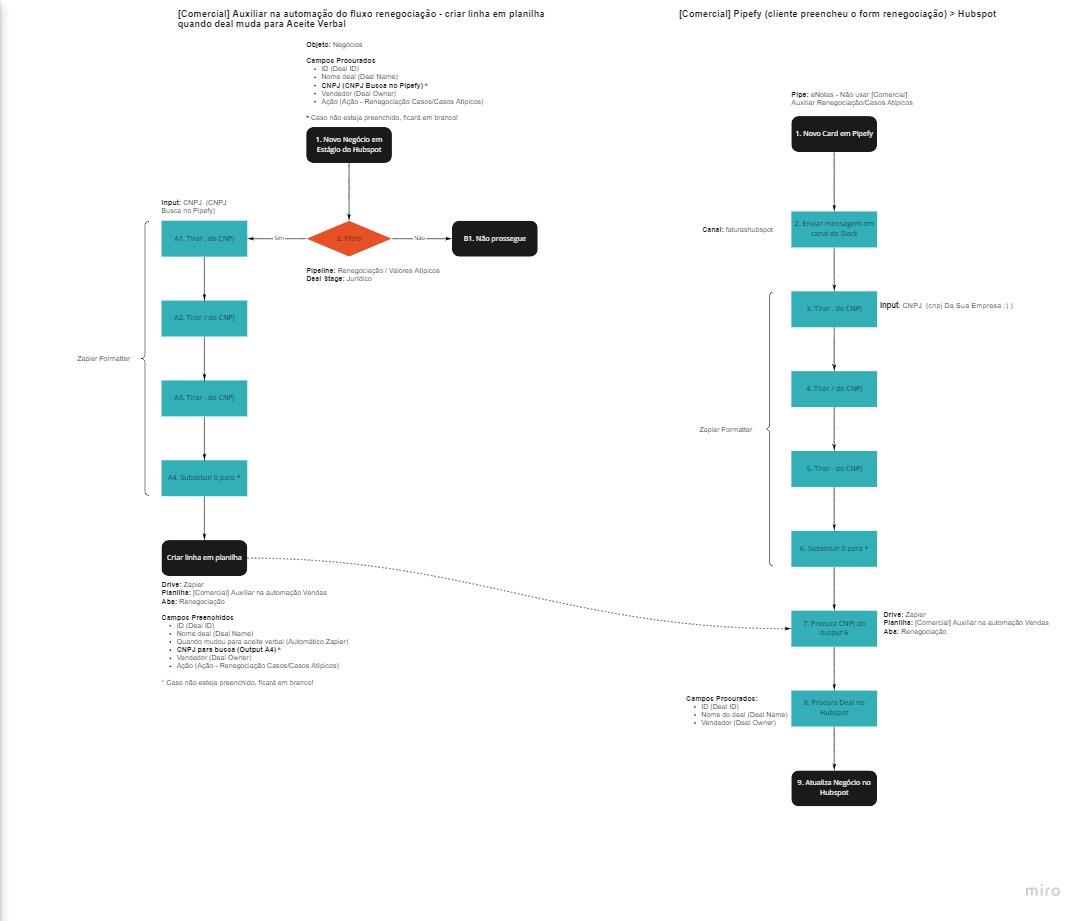 [Comercial] Auxiliar na automação do fluxo renegociação - criar linha em planilha
quando deal muda para Aceite Verbal
Objeto: Negócios
Campos Procurados
• ID (Deal ID)
• Nome deal (Deal Name)
• CNPJ (CNPJ Busca no Pipefy) *
• Vendedor (Deal Owner)
• Ação (Ação - Renegociação Casos/Casos Atípicos)
* Caso não esteja preenchido, ficará em branco!
1. Novo Negócio em
Estágio do Hubspot
Input: CNPJ (CNPJ
Busca no Pipefy)
A1. Tirar . do CNPJ
Sim
2. Filtro
Não
B1. Não prossegue
Pipeline: Renegociação / Valores Atípicos
Deal Stage: Jurídico
A2. Tirar / do CNPJ
Zapier Formatter
A3. Tirar - do CNPJ
A4. Substituir 0 para *
Criar linha em planilha
Drive: Zapier
Planilha: [Comercial] Auxiliar na automação Vendas
Aba: Renegociação
Campos Preenchidos
• ID (Deal ID)
• Nome deal (Deal Name)
• Quando mudou para aceite verbal (Automático Zapier)
• CNPJ para busca (Output A4) *
• Vendedor (Deal Owner)
• Ação (Ação - Renegociação Casos/Casos Atípicos)
* Caso não esteja preenchido, ficará em branco!
[Comercial] Pipefy (cliente preencheu o form renegociação) > Hubspot
Pipe: eNotas - Não usar [Comercial]
Auxiliar Renegociação/Casos Atípicos
1. Novo Card em Pipefy
Canal: faturashubspot
2. Enviar mensagem em
canal do Slack
3. Tirar . do CNPJ
Input: CNPJ (cnpj Da Sua Empresa :) )
4. Tirar / do CNPJ
Zapier Formatter
5. Tirar - do CNPJ
6. Substituir 0 para *
7. Procura CNPJ do
output 6
Drive: Zapier
Planilha: [Comercial] Auxiliar na automação Vendas
Aba: Renegociação
Campos Procurados:
• ID (Deal ID)
• Nome do deal (Deal Name)
• Vendedor (Deal Owner)
8. Procura Deal no
Hubspot
9. Atualiza Negócio no
Hubspot
miro